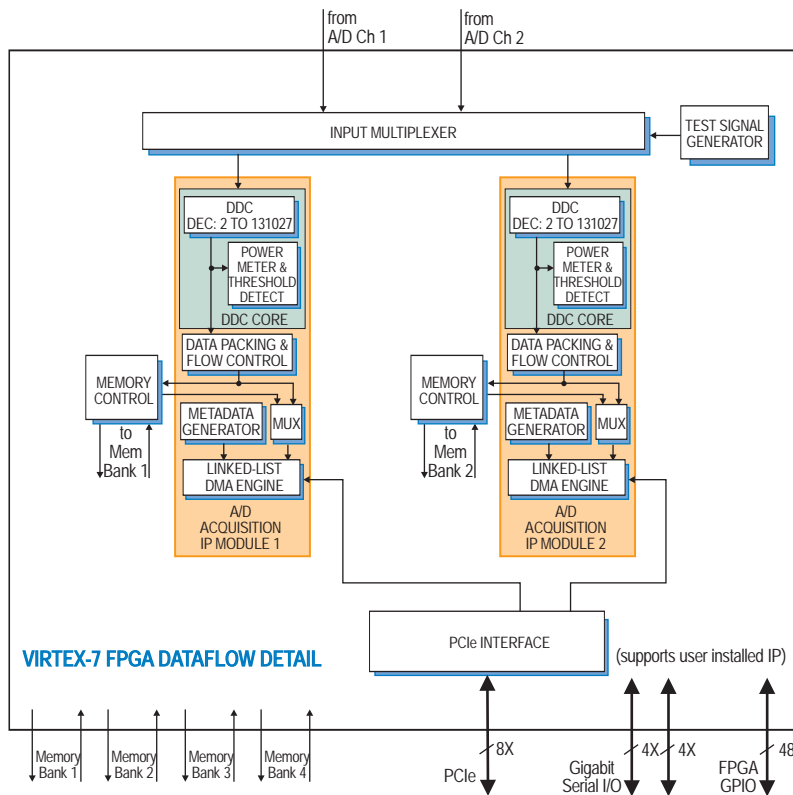 from
A/D Ch 1
from
A/D Ch 2
INPUT MULTIPLEXER
TEST SIGNAL
GENERATOR
DDC
DEC: 2 TO 131027
POWER
METER &
THRESHOLD
DETECT
DDC CORE
DATA PACKING &
FLOW CONTROL
MEMORY
CONTROL
to
Mem
Bank 1
METADATA
GENERATOR
MUX
LINKED-LIST
DMA ENGINE
A/D
ACQUISITION
IP MODULE 1
DDC
DEC: 2 TO 131027
POWER
METER &
THRESHOLD
DETECT
DDC CORE
DATA PACKING &
FLOW CONTROL
MEMORY
CONTROL
to
Mem
Bank 2
METADATA
GENERATOR
MUX
LINKED-LIST
DMA ENGINE
A/D
ACQUISITION
IP MODULE 2
PCIe INTERFACE
VIRTEX-7 FPGA DATAFLOW DETAIL
(supports user installed IP)
Memory
Bank 1
Memory
Bank 2
Memory
Bank 3
Memory
Bank 4
8X
PCIe
4X
4X
Gigabit
Serial I/O
48
FPGA
GPIO